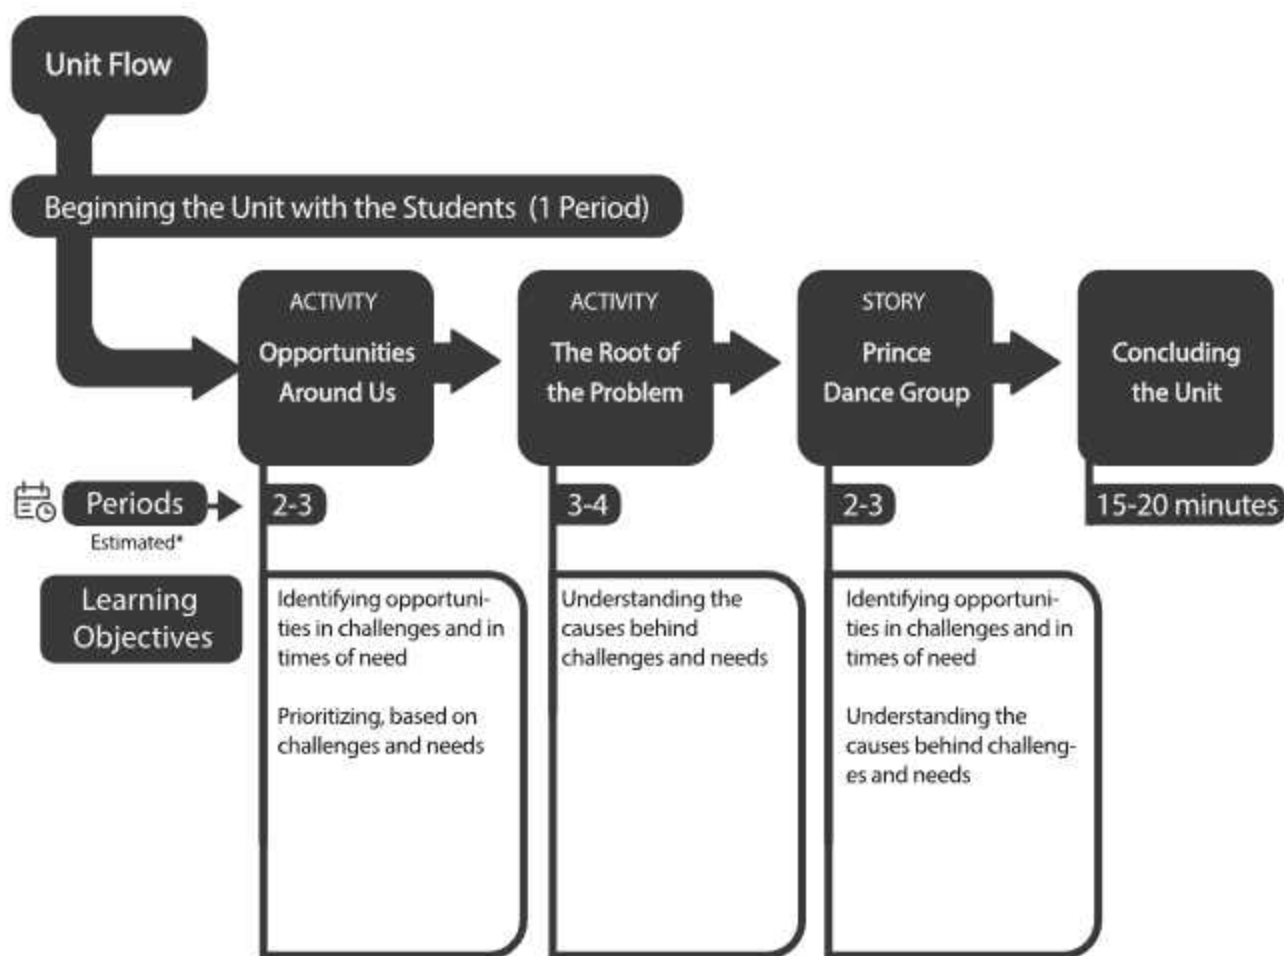 Unit Flow
Beginning the Unit with the Students (1 Period)
ACTIVITY
Opportunities
Around Us
ACTIVITY
The Root of
the Problem
STORY
Prince
Dance Group
Concluding
the Unit
Periods
Estimated*
2-3
3-4
2-3
15-20 minutes
Learning
Objectives
Identifying opportuni-
ties in challenges and in
times of need
Prioritizing, based on
challenges and needs
Understanding the
causes behind
challenges and needs
Identifying opportuni-
ties in challenges and in
times of need
Understanding the
causes behind challeng-
es and needs